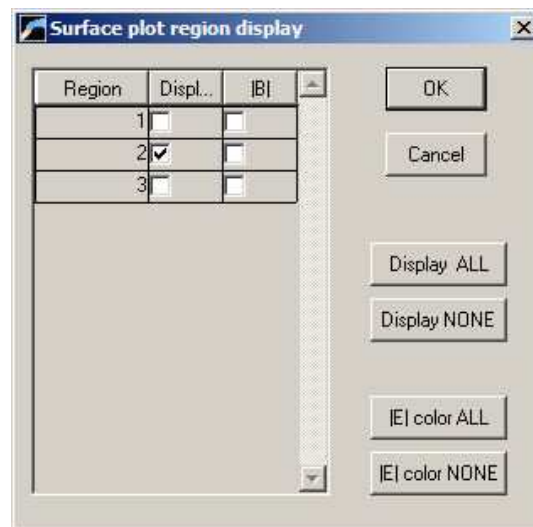 Surface plot region display
Region Displ... |B|
1
2
3
OK
Cancel
Display ALL
Display NONE
|E| color ALL
|E| color NONE